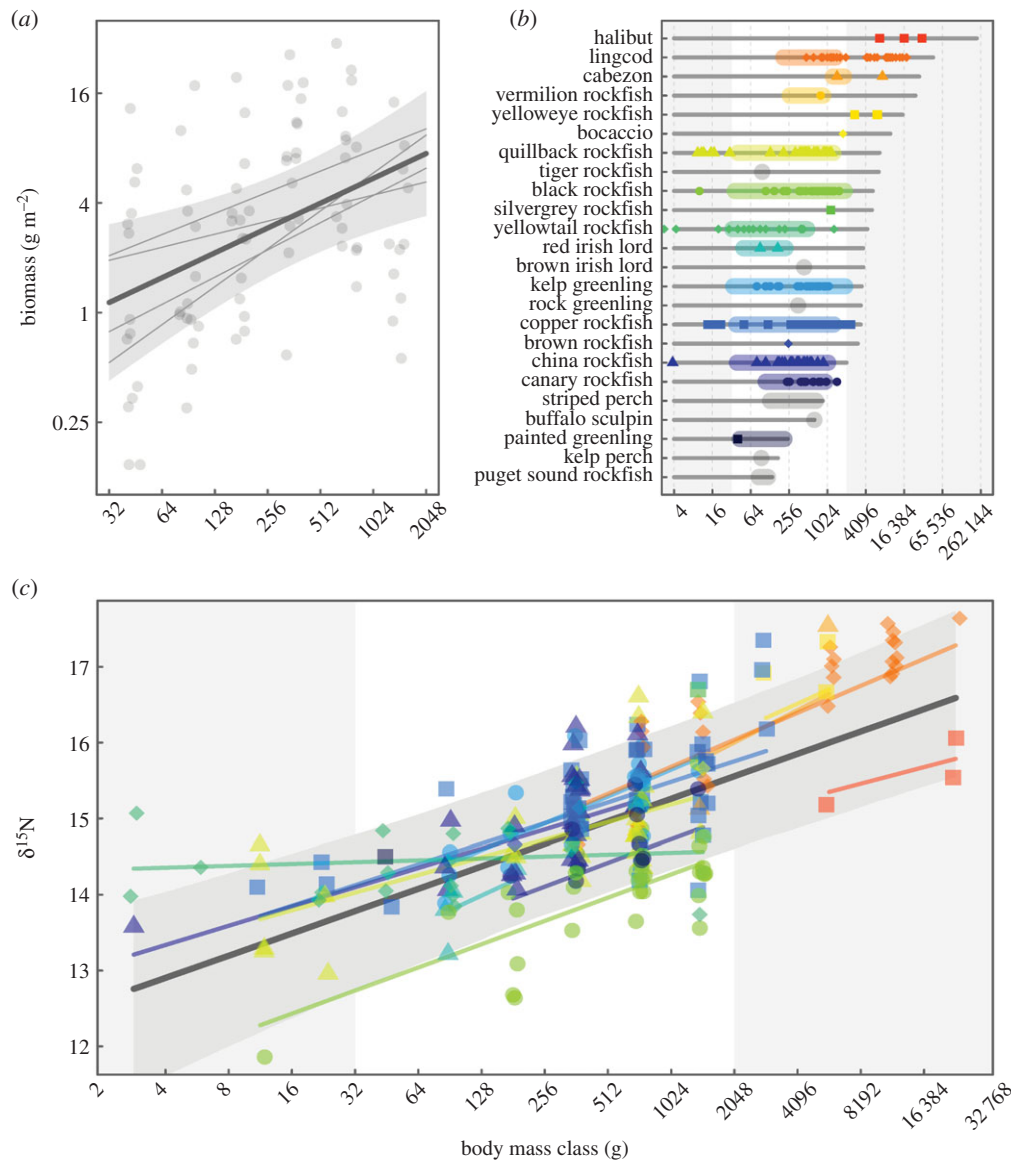 (a)
biomass (g m−2)
16
4
1
0.25
32 64 128 256 512 1024 2048
(b)
halibut
lingcod
cabezon
vermilion rockfish
yelloweye rockfish
bocaccio
quillback rockfish
tiger rockfish
black rockfish
silvergrey rockfish
yellowtail rockfish
red irish lord
brown irish lord
kelp greenling
rock greenling
copper rockfish
brown rockfish
china rockfish
canary rockfish
striped perch
buffalo sculpin
painted greenling
kelp perch
puget sound rockfish
4 16 64 256 1024 4096 16 384 65 536 262 144
(c)
δ15N
17
16
15
14
13
12
2 4 8 16 32 64 128 256 512 1024 2048 4096 8192 16 384 32 768
body mass class (g)